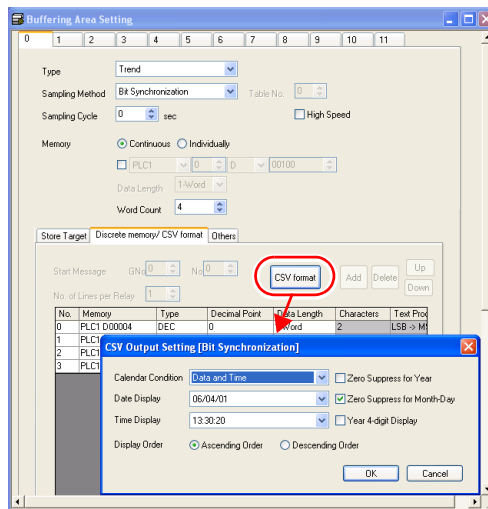 Buffering Area Setting
0 1 2 3 4 5 6 7 8 9 10 11
Type Trend
Sampling Method Bit Synchronization Table No. 0
Sampling Cycle 0 sec High Speed
Memory Continuous Individually
PLC1 0 D 00100
Data Length 1-Word
Word Count 4
Store Target Discrete memory/ CSV format Others
Start Message GNo 0 No 0 CSV format Add Delete Up
No. of Lines per Relay 1 Down
No. Memory Type Decimal Point Data Length Characters Text Proc
0 PLC1 D00004 DEC 0 Word 2 LSB -> MS
1 PLC1
2 PLC1
3 PLC1
CSV Output Setting [Bit Synchronization]
Calendar Condition Data and Time Zero Suppress for Year
Date Display 06/04/01 Zero Suppress for Month-Day
Time Display 13:30:20 Year 4-digit Display
Display Order Ascending Order Descending Order
OK Cancel